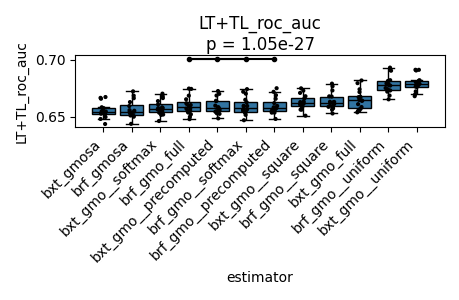 LT+TL_roc_auc
p = 1.05e-27
LT+TL_roc_auc
0.70
0.65
bxt_gmosa
brf_gmosa
bxt_gmo__softmax
brf_gmo_full
bxt_gmo__precomputed
brf_gmo__softmax
brf_gmo__precomputed
bxt_gmo__square
brf_gmo__square
bxt_gmo_full
brf_gmo__uniform
bxt_gmo__uniform
estimator